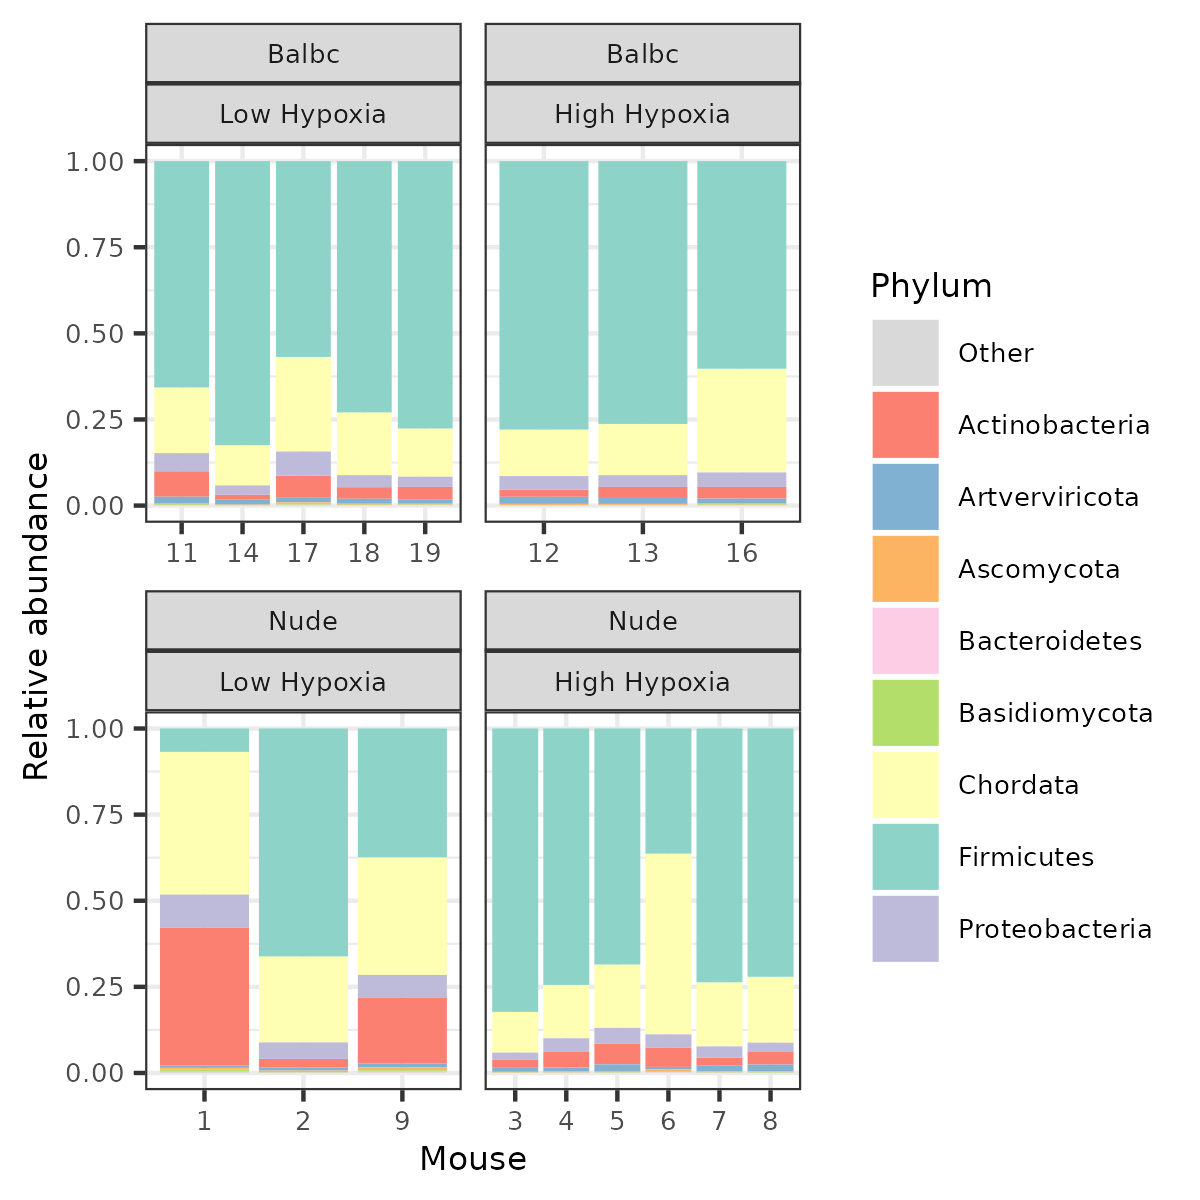 Balbc
Balbc
Low Hypoxia
High Hypoxia
1.00
0.75
0.50
0.25
0.00
11 14 17 18 19
12 13 16
Nude
Nude
Low Hypoxia
High Hypoxia
1.00
0.75
0.50
0.25
0.00
1 2 9
3 4 5 6 7 8
Mouse
Relative abundance
Phylum
Other
Actinobacteria
Artverviricota
Ascomycota
Bacteroidetes
Basidiomycota
Chordata
Firmicutes
Proteobacteria